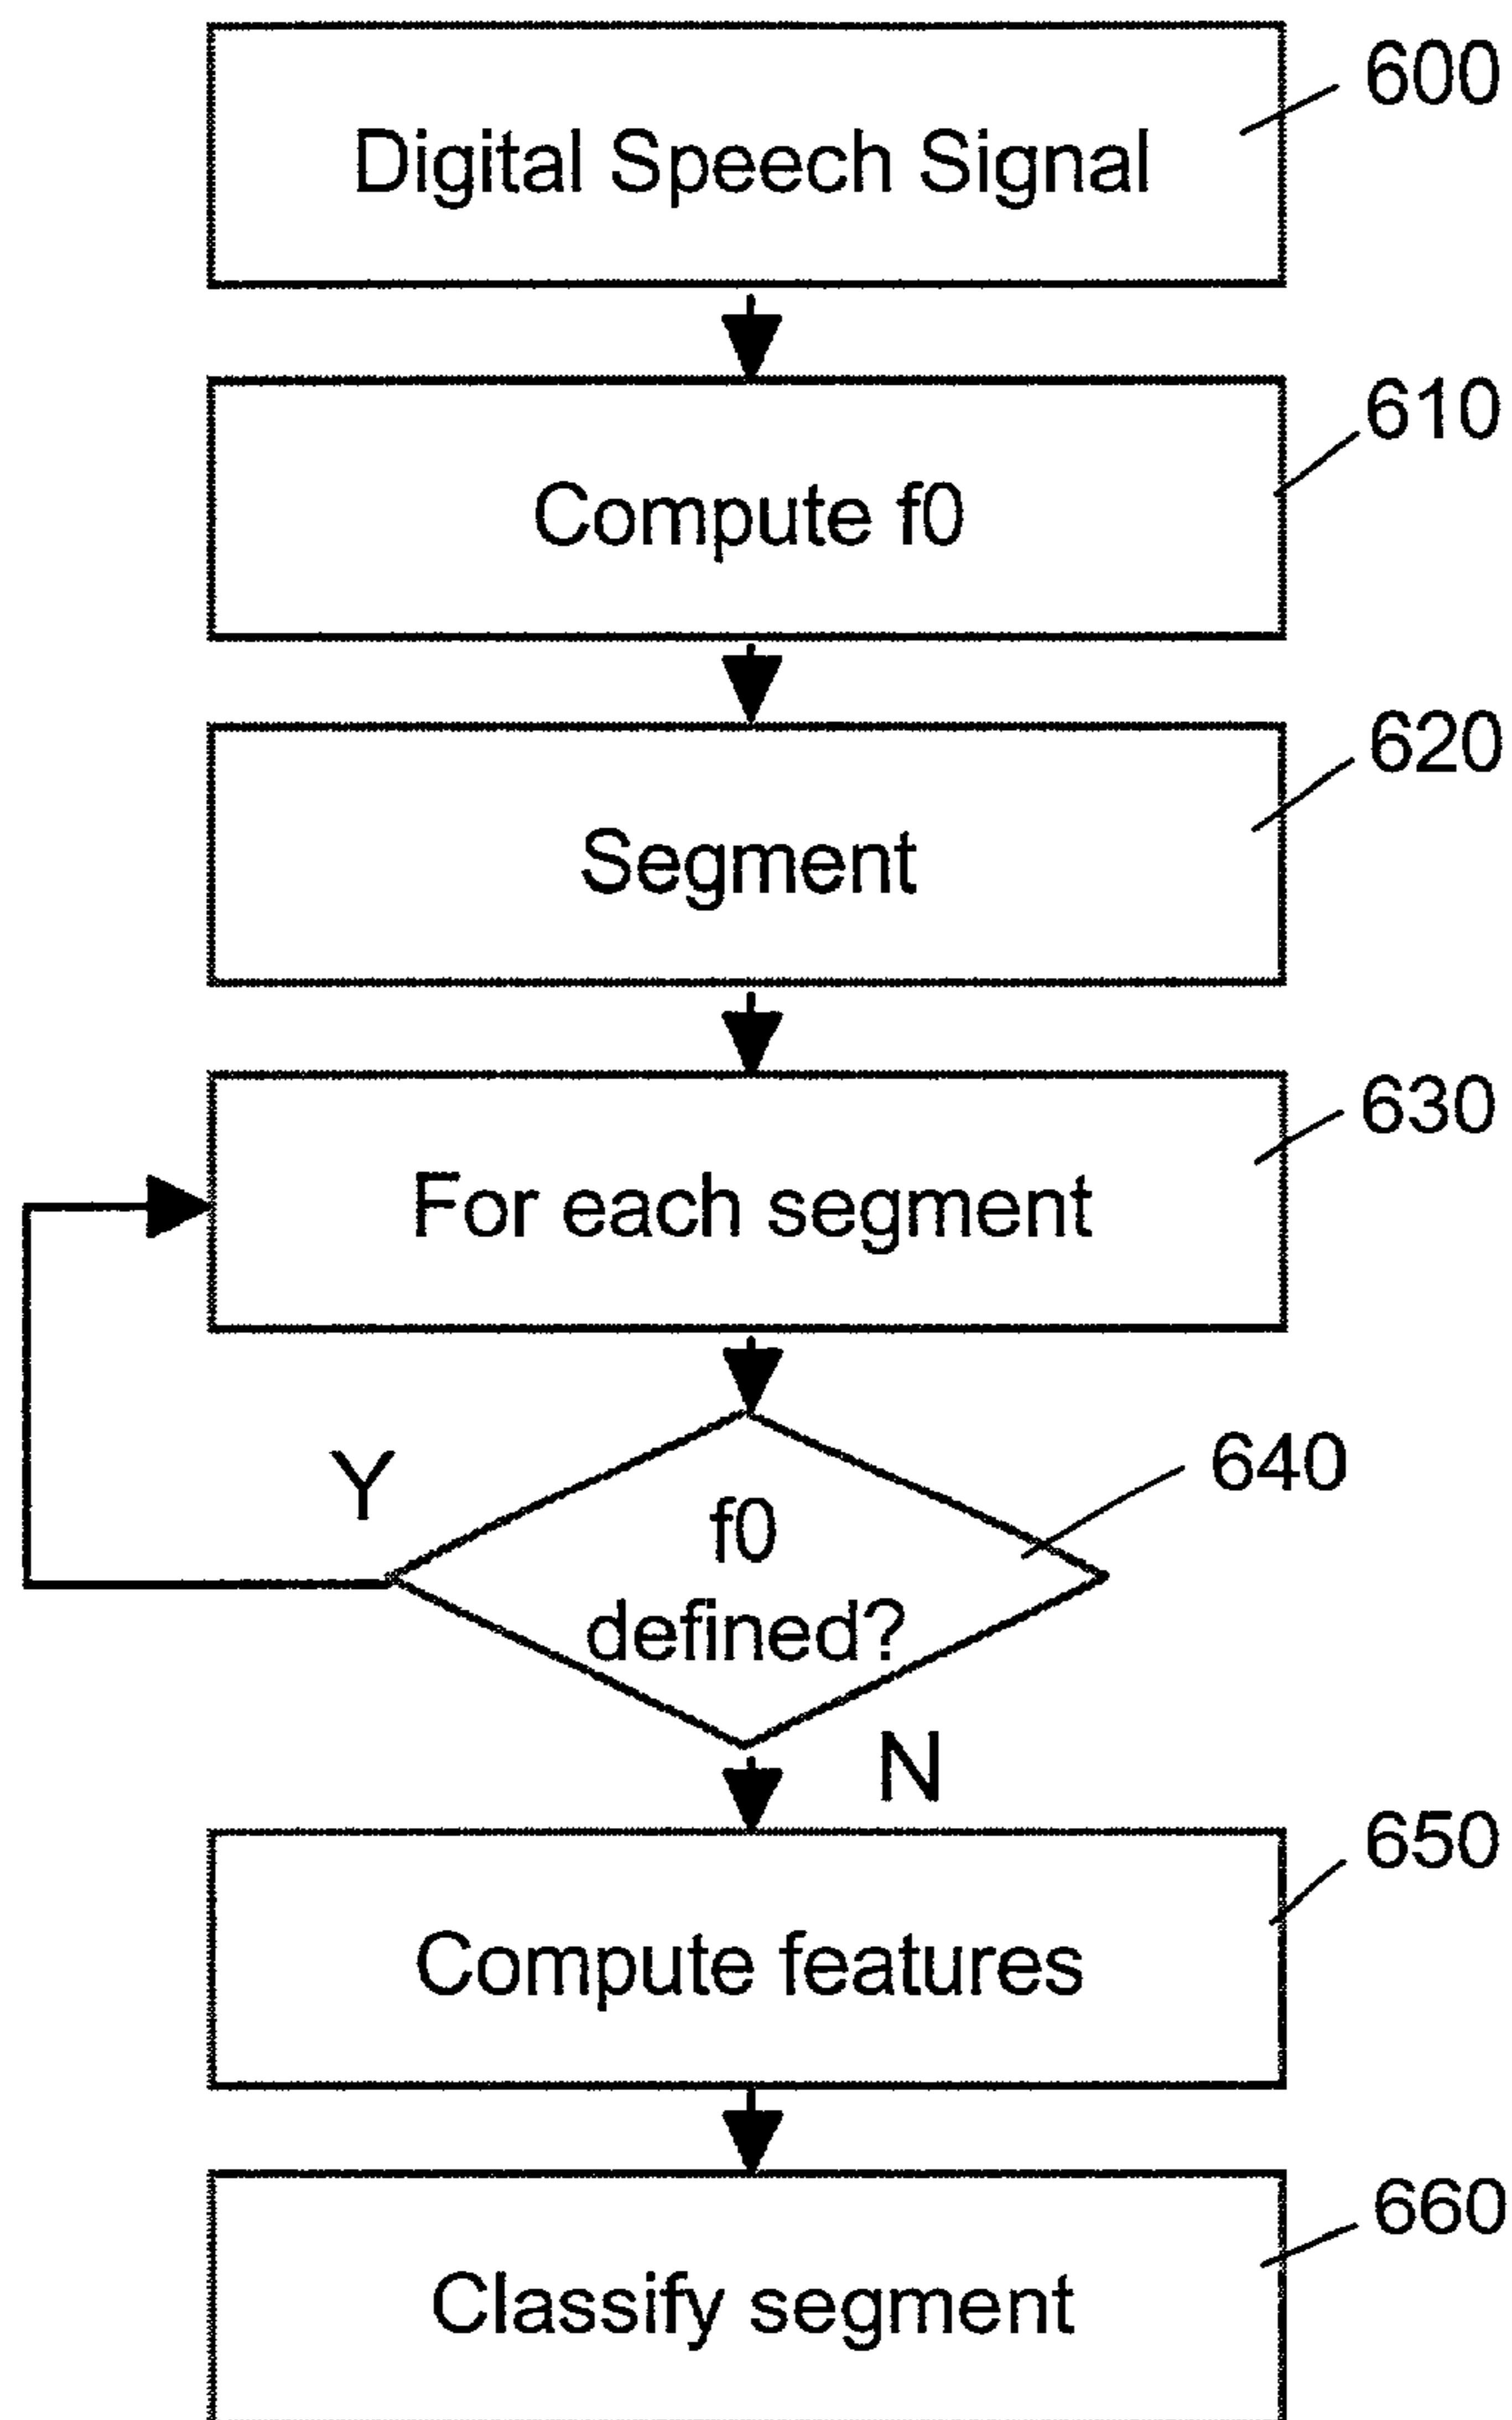 600
Digital Speech Signal
610
Compute f0
620
Segment
630
For each segment
Y
640
f0
defined?
N
650
Compute features
660
Classify segment